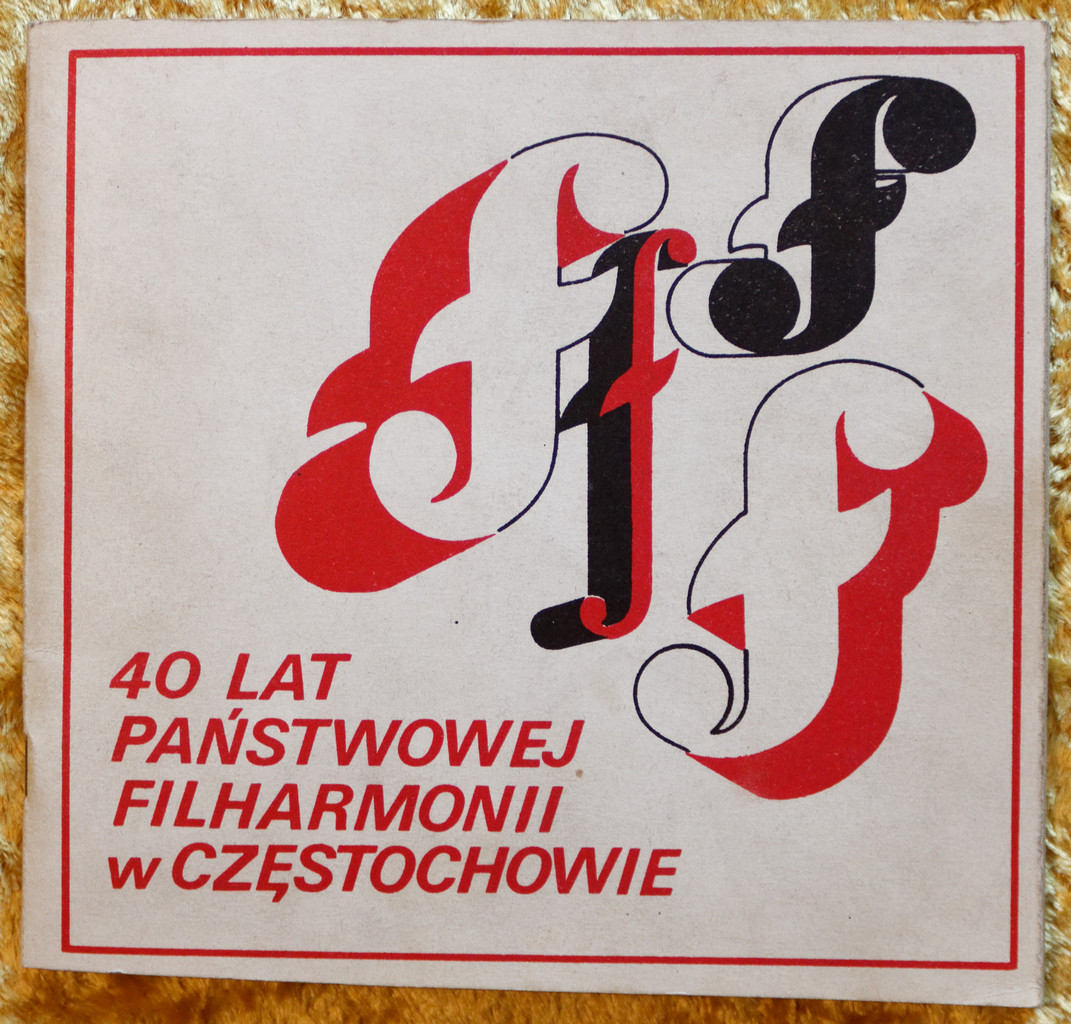 f f f f f
40 LAT
PAŃSTWOWEJ
FILHARMONII
w CZĘSTOCHOWIE